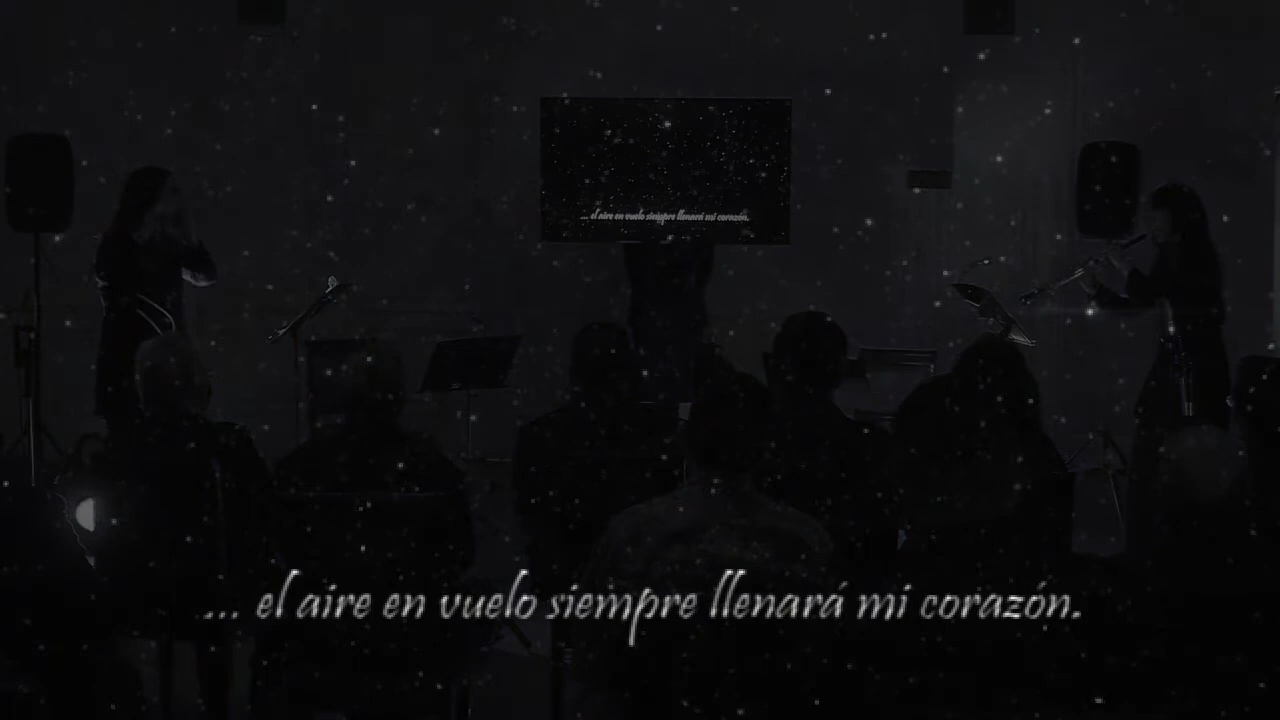 ... el aire en vuelo siempre llenará mi corazón.
... el aire en vuelo siempre llenará mi corazón.